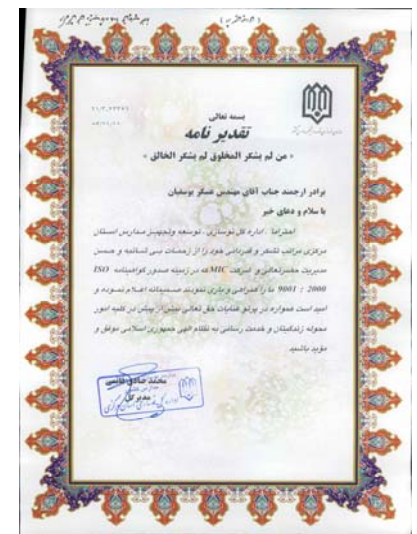 بسمه تعالی
تقدیر نامه
« من لم یشکر المخلوق لم یشکر الخالق »
برادر ارجمند جناب آقای مهندس عسگر یوسفیان
با سلام و دعای خیر
احتراما ، اداره کل نوسازی ، توسعه وتجهیز مدارس استان
مرکزی مراتب تشکر و قدردانی خود را از زحمات بی شائبه و حسن
مدیریت حضرتعالی و شرکت MIC که در زمینه صدور گواهینامه ISO
9001 : 2000 ما را همراهی و یاری نمودند صمیمانه اعلام نموده و
امید است همواره در پرتو عنایات حق تعالی بیش از پیش در کلیه امور
محوله زندگیتان و خدمت رسانی به نظام الهی جمهوری اسلامی موفق و
مؤید باشید.
محمد صادق قاسمی
مدیر کل